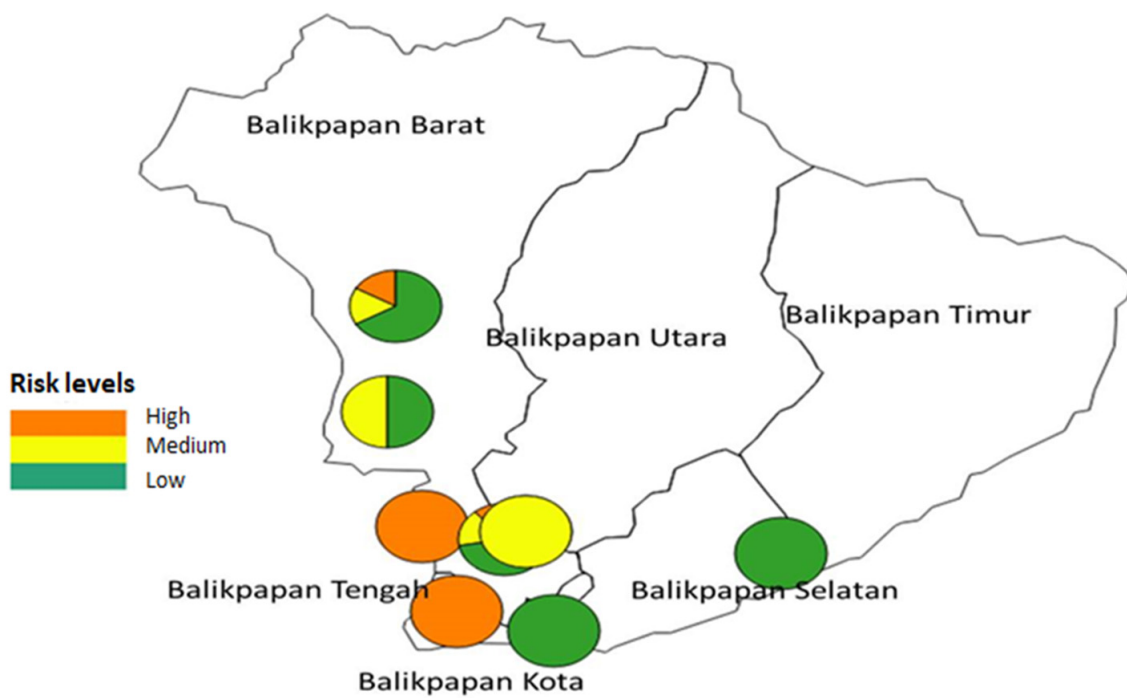 Balikpapan Barat
Balikpapan Timur
Balikpapan Utara
Risk levels
High
Medium
Low
Balikpapan Tengah
Balikpapan Selatan
Balikpapan Kota